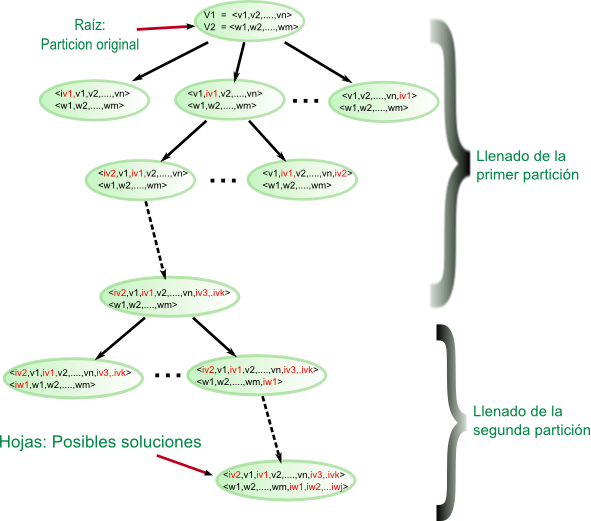 Raíz:
Particion original
V1 = <v1,v2,....,vn>
V2 = <w1,w2,....,wm>
<iv1,v1,v2,....,vn>
<w1,w2,....,wm>
<v1,iv1,v2,....,vn>
<w1,w2,....,wm>
...
<v1,v2,....,vn,iv1>
<w1,w2,....,wm>
<iv2,v1,iv1,v2,....,vn>
<w1,w2,....,wm>
...
<v1,iv1,v2,....,vn,iv2>
<w1,w2,....,wm>
Llenado de la
primer partición
<iv2,v1,iv1,v2,....,vn,iv3,.ivk>
<w1,w2,....,wm>
<iv2,v1,iv1,v2,....,vn,iv3,.ivk>
<iw1,w1,w2,....,wm>
...
<iv2,v1,iv1,v2,....,vn,iv3,.ivk>
<w1,w2,....,wm,iw1>
Llenado de la
segunda partición
Hojas: Posibles soluciones
<iv2,v1,iv1,v2,....,vn,iv3,.ivk>
<w1,w2,....,wm,iw1,iw2,...iwj>